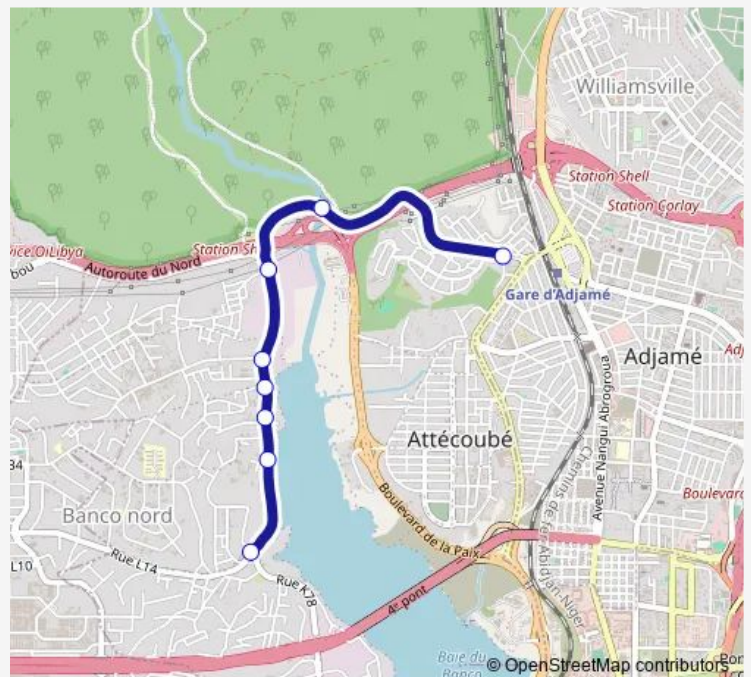 Williamsville
Station Shell
Station Corlay
vice OiLibya
Station Sh
bou
Autoroute du Nord
Gare d'Adjamé
Adjamé
Adj
Avenue Nangui Abrogroua
Attécoubé
34
Boulevard
Banco nord
Boulevard de la Paix
Chemins de fer Abidjan-Niger
Rue L14
L10
Rue K78
4e pont
Baie du
Banco
© OpenStreetMap contributors